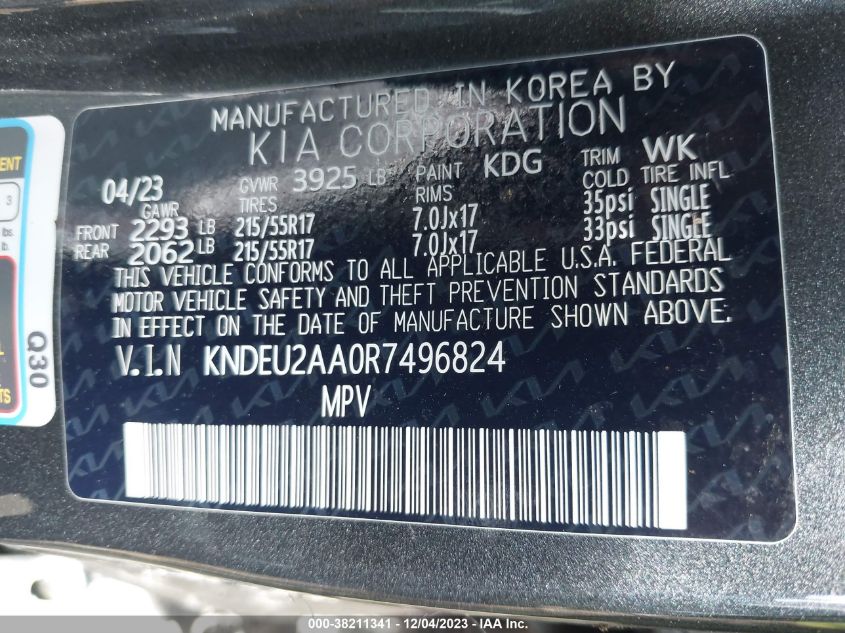 MANUFACTURED IN KOREA BY
KIA CORPORATION
04/23 GVWR 3925 LB PAINT KDG TRIM WK
GAWR TIRES RIMS COLD TIRE INFL
FRONT 2293 LB 215/55R17 7.0Jx17 35psi SINGLE
REAR 2062 LB 215/55R17 7.0Jx17 33psi SINGLE
THIS VEHICLE CONFORMS TO ALL APPLICABLE U.S.A. FEDERAL
MOTOR VEHICLE SAFETY AND THEFT PREVENTION STANDARDS
IN EFFECT ON THE DATE OF MANUFACTURE SHOWN ABOVE.
V.I.N KNDEU2AA0R7496824
MPV
3
lbs.
lb.
Q30
000-38211341 - 12/04/2023 - IAA Inc.